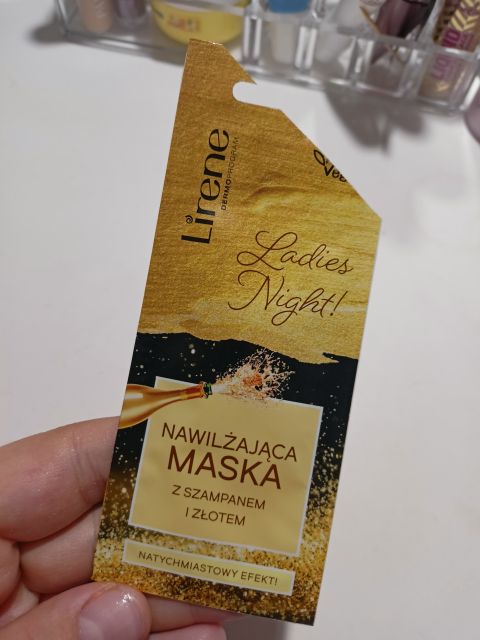 Lirene
DERMOPROGRAM
Ladies
Night!
NAWILŻAJĄCA
MASKA
Z SZAMPANEM
I ZŁOTEM
NATYCHMIASTOWY EFEKT!